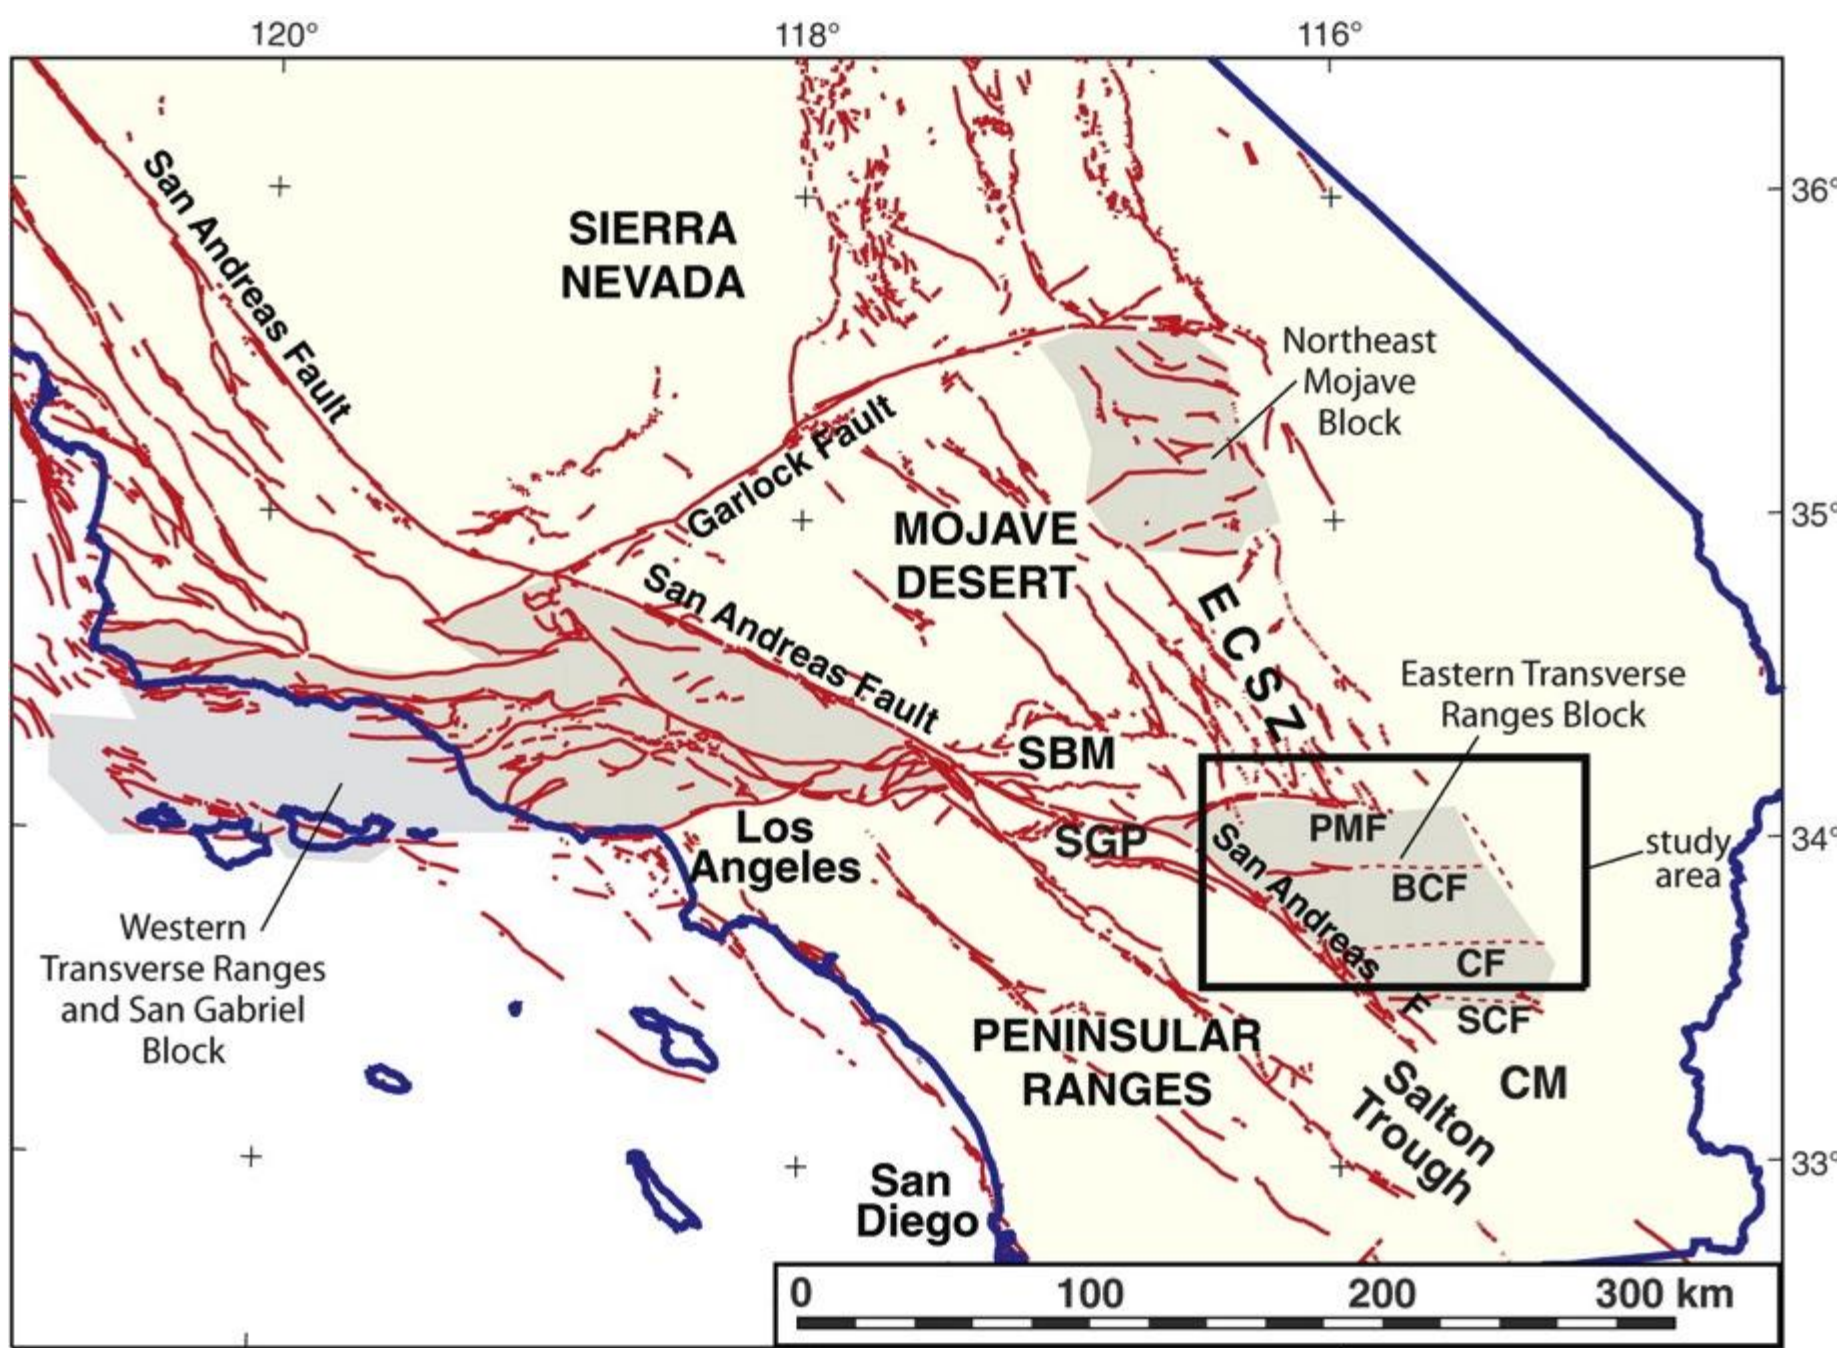 120°
118°
116°
36°
35°
34°
33°
San Andreas Fault
SIERRA
NEVADA
Northeast
Mojave
Block
Garlock Fault
MOJAVE
DESERT
San Andreas Fault
ECSZ
Eastern Transverse
Ranges Block
SBM
SGP
PMF
study
area
Los
Angeles
San Andreas F
BCF
CF
SCF
Western
Transverse Ranges
and San Gabriel
Block
PENINSULAR
RANGES
Salton
Trough
CM
San
Diego
0 100 200 300 km